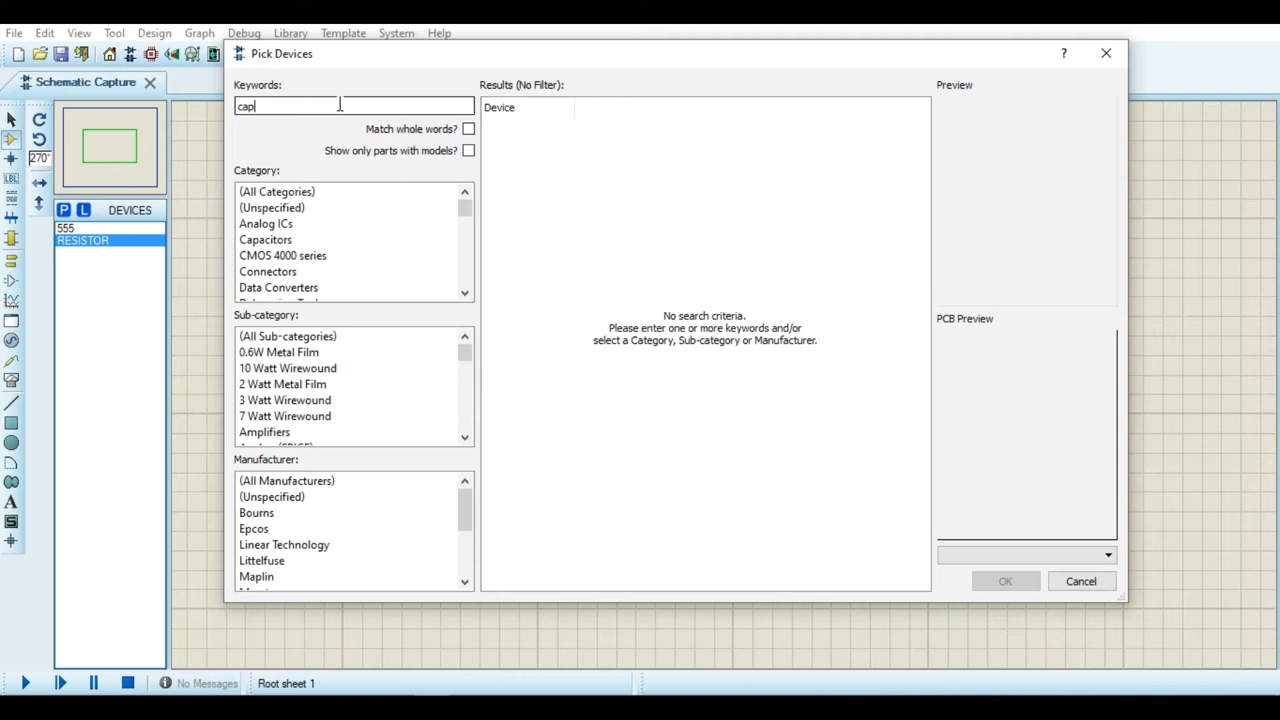 File Edit View Tool Design Graph Debug Library Template System Help
Pick Devices
?
Schematic Capture
Keywords:
cap
Match whole words?
Show only parts with models?
Category:
(All Categories)
(Unspecified)
Analog ICs
Capacitors
CMOS 4000 series
Connectors
Data Converters
Sub-category:
(All Sub-categories)
0.6W Metal Film
10 Watt Wirewound
2 Watt Metal Film
3 Watt Wirewound
7 Watt Wirewound
Amplifiers
Manufacturer:
(All Manufacturers)
(Unspecified)
Bourns
Epcos
Linear Technology
Littelfuse
Maplin
Results (No Filter):
Device
No search criteria.
Please enter one or more keywords and/or
select a Category, Sub-category or Manufacturer.
Preview
PCB Preview
OK Cancel
270°
LBL
P L DEVICES
555
RESISTOR
A
S
No Messages
Root sheet 1